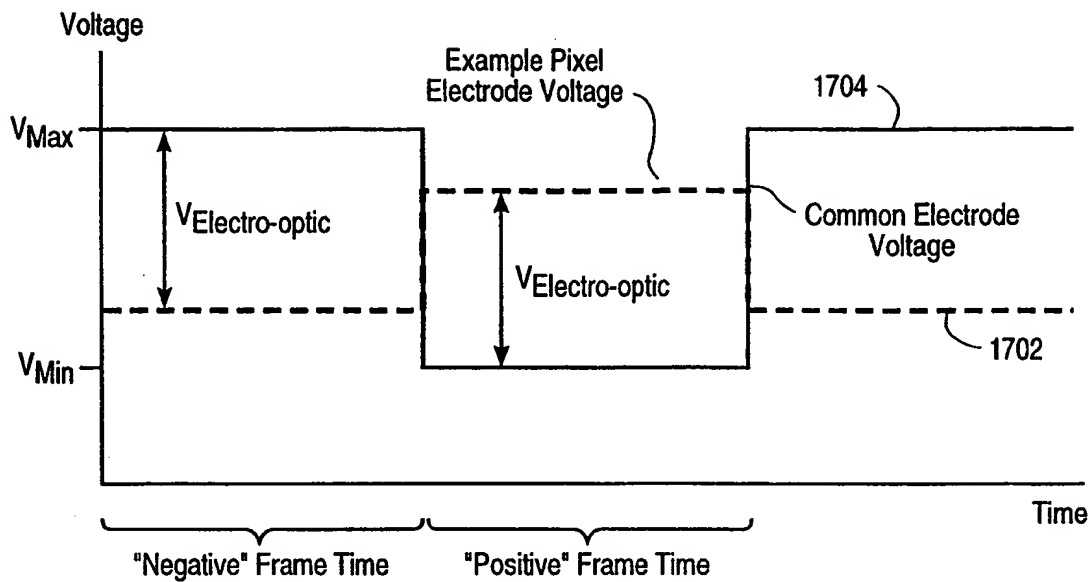 Voltage
Example Pixel
Electrode Voltage
1704
VMax
VElectro-optic
Common Electrode
Voltage
VElectro-optic
1702
VMin
Time
"Negative" Frame Time
"Positive" Frame Time